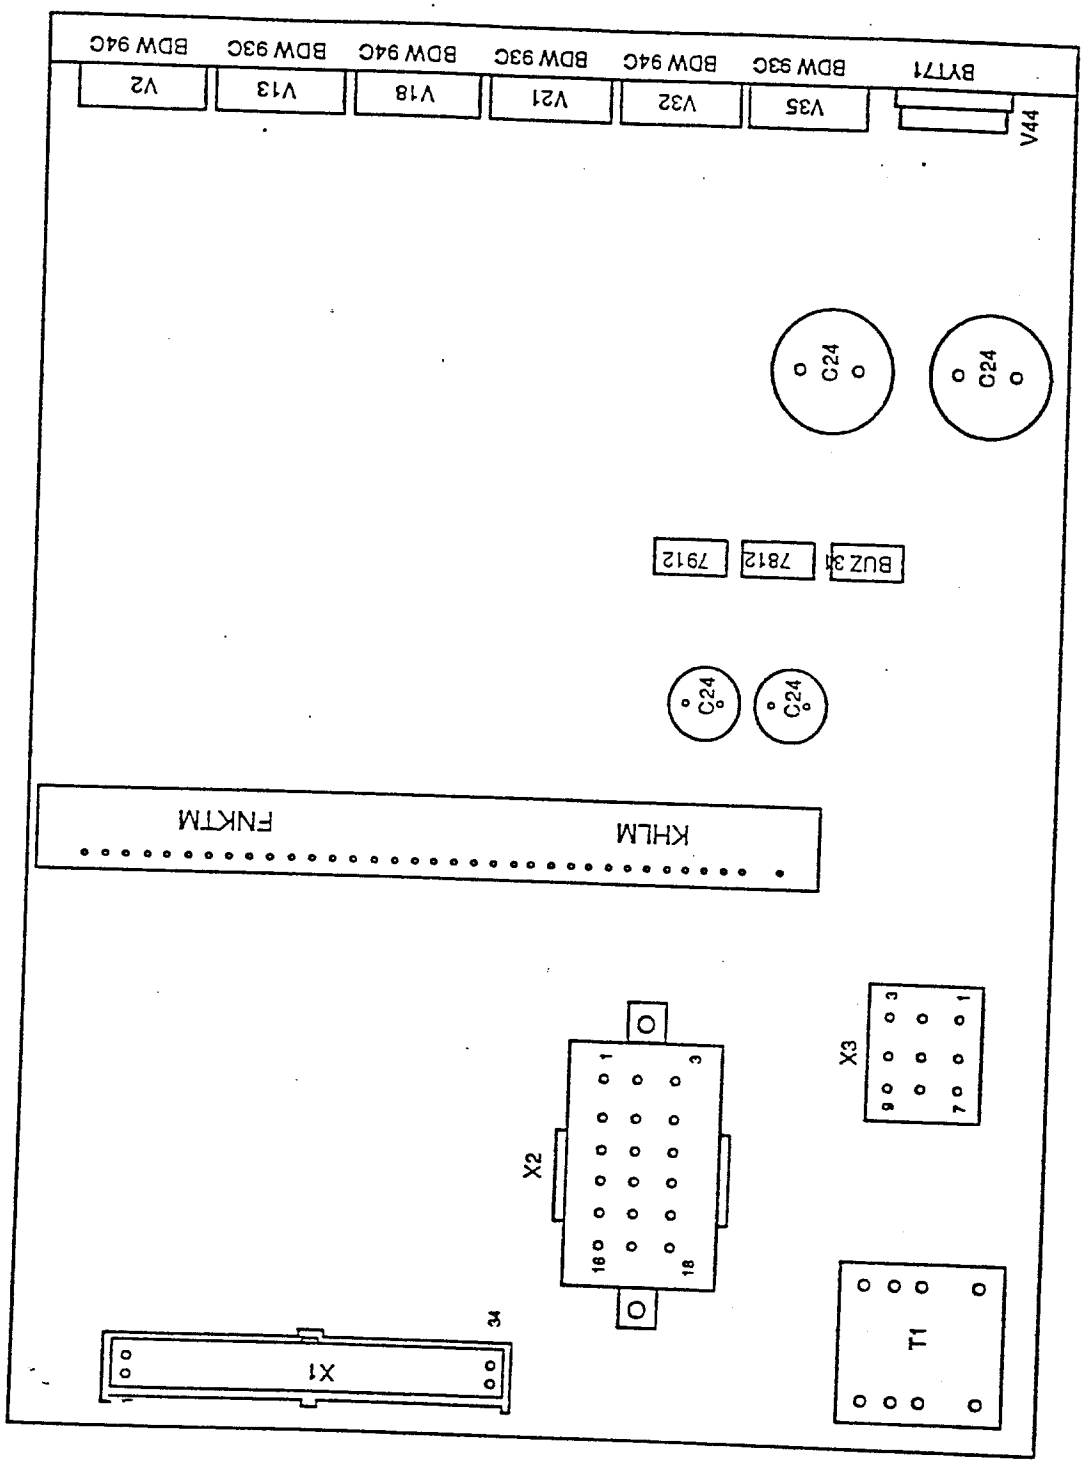 BDW 94C
BDW 93C
BDW 94C
BDW 93C
BDW 94C
BDW 93C
BYT71
V2
V13
V18
V21
V32
V35
V44
C24
C24
7912
7812
BUZ 31
C24
C24
FNKTM
KHLM
X3
3
1
9
7
X2
1
3
16
18
T1
34
X1
1